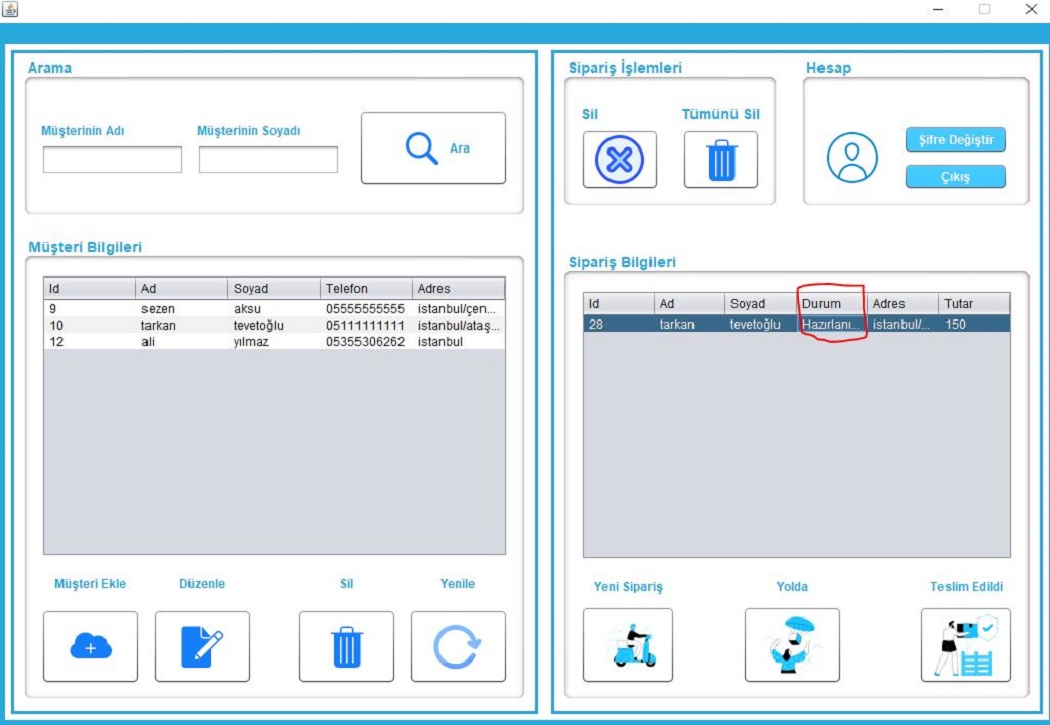 Arama
Müşterinin Adı
Müşterinin Soyadı
Ara
Müşteri Bilgileri
Id Ad Soyad Telefon Adres
9 sezen aksu 05555555555 istanbul/çen...
10 tarkan tevetoğlu 05111111111 istanbul/ataş...
12 ali yılmaz 05355306262 istanbul
Müşteri Ekle
Düzenle
Sil
Yenile
Sipariş İşlemleri
Sil
Tümünü Sil
Hesap
Şifre Değiştir
Çıkış
Sipariş Bilgileri
Id Ad Soyad Durum Adres Tutar
28 tarkan tevetoğlu Hazırlanı... istanbul/... 150
Yeni Sipariş
Yolda
Teslim Edildi